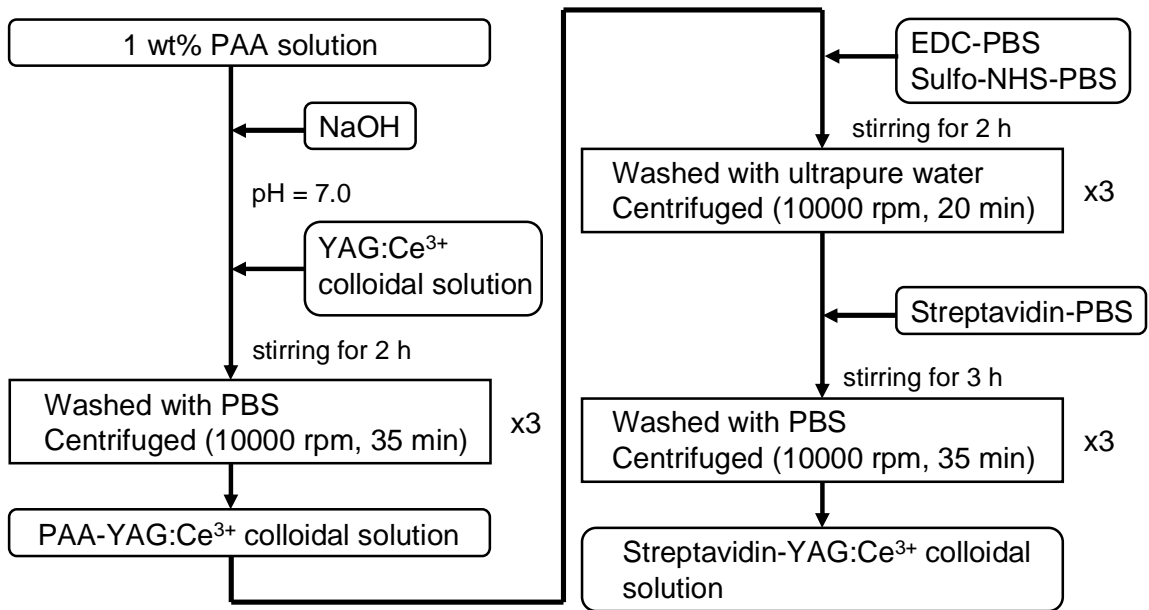 1 wt% PAA solution
NaOH
pH = 7.0
YAG:Ce³⁺
colloidal solution
stirring for 2 h
Washed with PBS
Centrifuged (10000 rpm, 35 min)
x3
PAA-YAG:Ce³⁺ colloidal solution
EDC-PBS
Sulfo-NHS-PBS
stirring for 2 h
Washed with ultrapure water
Centrifuged (10000 rpm, 20 min)
x3
Streptavidin-PBS
stirring for 3 h
Washed with PBS
Centrifuged (10000 rpm, 35 min)
x3
Streptavidin-YAG:Ce³⁺ colloidal
solution